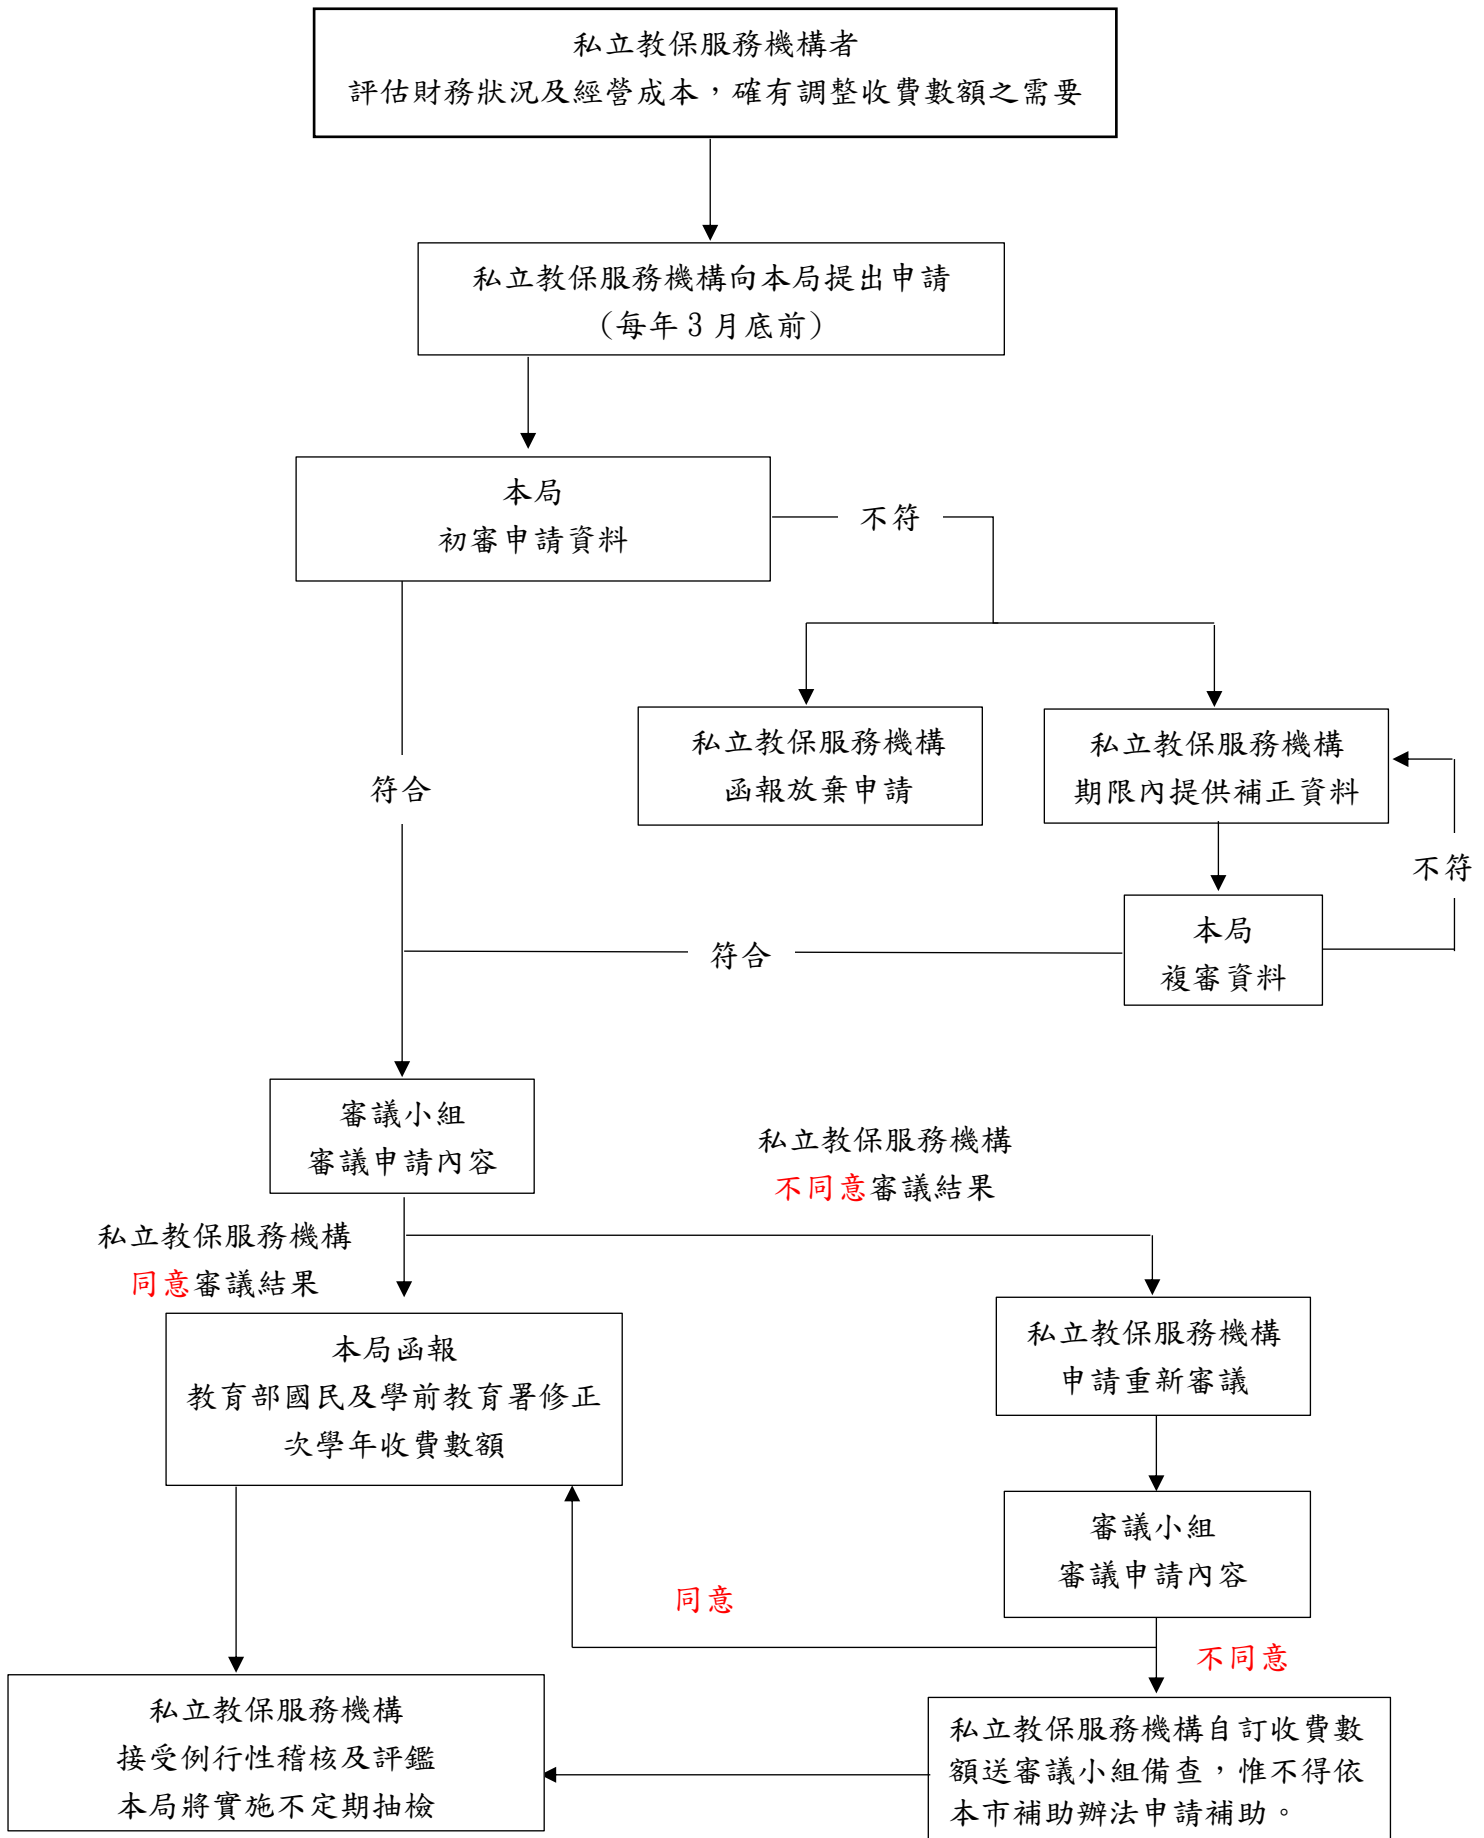 私立教保服務機構者
評估財務狀況及經營成本，確有調整收費數額之需要
私立教保服務機構向本局提出申請
（每年 3 月底前）
本局
初審申請資料
不符
私立教保服務機構
函報放棄申請
私立教保服務機構
期限內提供補正資料
符合
不符
本局
複審資料
符合
審議小組
審議申請內容
私立教保服務機構
不同意審議結果
私立教保服務機構
同意審議結果
本局函報
教育部國民及學前教育署修正
次學年收費數額
私立教保服務機構
申請重新審議
審議小組
審議申請內容
同意
不同意
私立教保服務機構
接受例行性稽核及評鑑
本局將實施不定期抽檢
私立教保服務機構自訂收費數
額送審議小組備查，惟不得依
本市補助辦法申請補助。